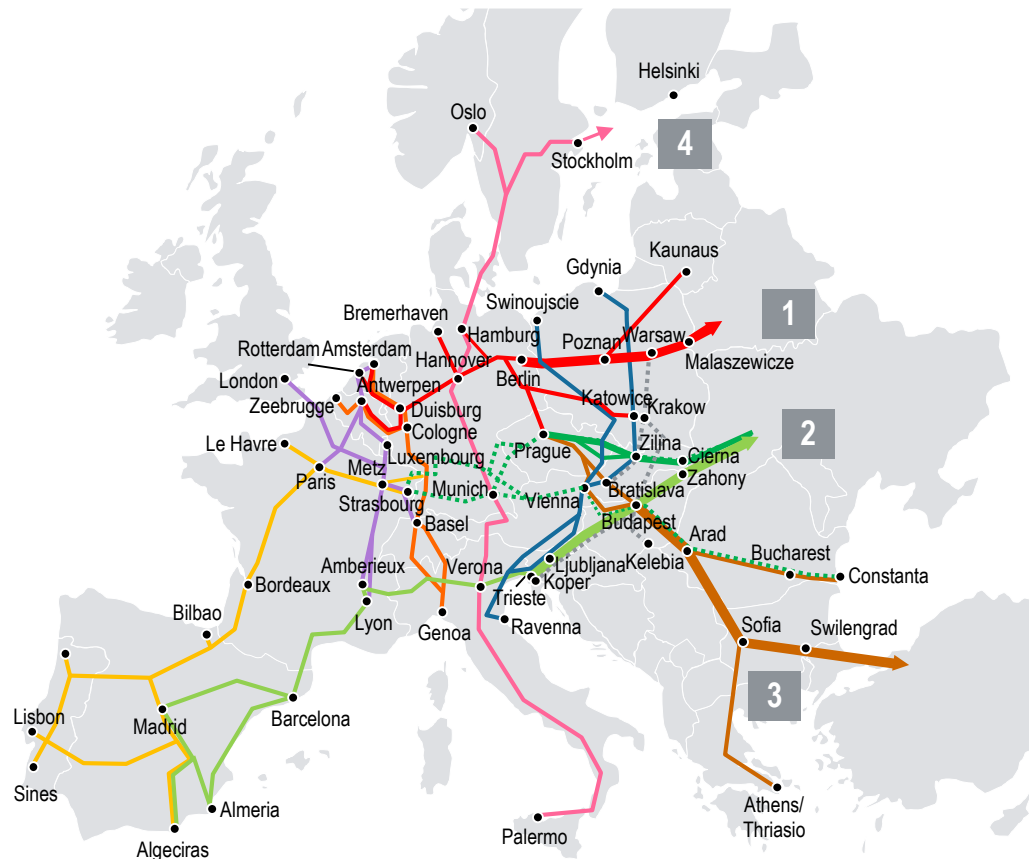 Helsinki
Oslo
4
Stockholm
Kaunaus
Gdynia
Swinoujscie
1
Bremerhaven
Hamburg
Poznan
Warsaw
Rotterdam
Amsterdam
Hannover
Malaszewicze
London
Antwerpen
Berlin
Zeebrugge
Duisburg
Katowice
Krakow
Cologne
2
Le Havre
Prague
Zilina
Luxembourg
Cierna
Metz
Zahony
Paris
Munich
Strasbourg
Vienna
Bratislava
Basel
Budapest
Arad
Amberieux
Verona
Ljubljana
Kelebia
Bucharest
Bordeaux
Trieste
Koper
Constanta
Bilbao
Lyon
Genoa
Ravenna
Sofia
Swilengrad
3
Lisbon
Madrid
Barcelona
Sines
Almeria
Athens/
Thriasio
Palermo
Algeciras